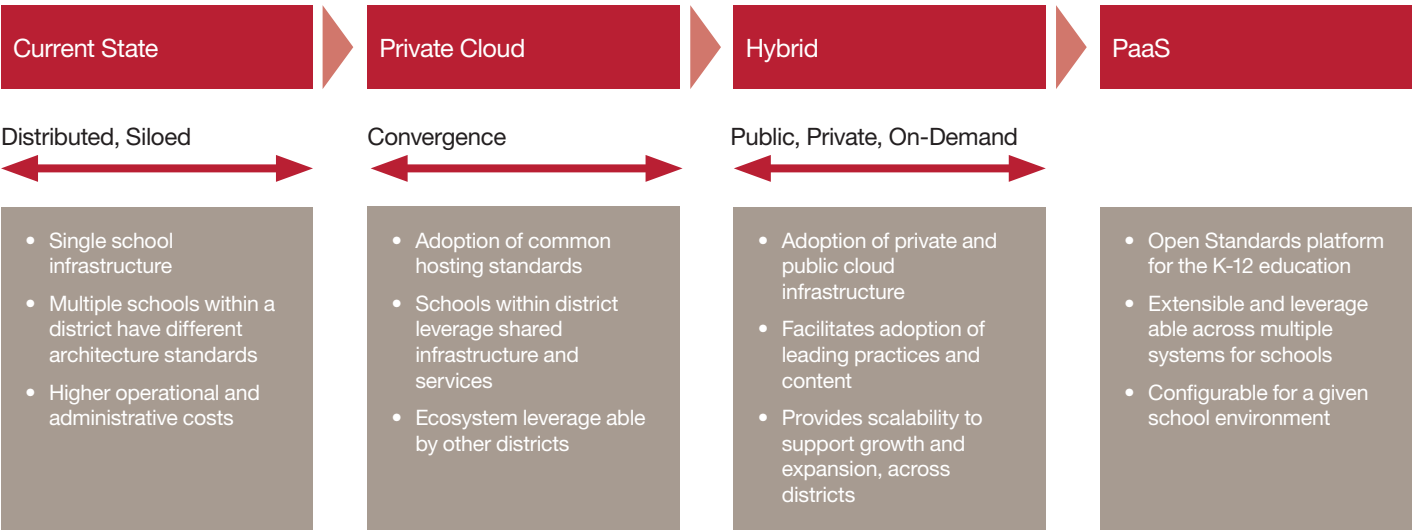 Current State
Private Cloud
Hybrid
PaaS
Distributed, Siloed
Convergence
Public, Private, On-Demand
• Single school
infrastructure
• Multiple schools within a
district have different
architecture standards
• Higher operational and
administrative costs
• Adoption of common
hosting standards
• Schools within district
leverage shared
infrastructure and
services
• Ecosystem leverage able
by other districts
• Adoption of private and
public cloud
infrastructure
• Facilitates adoption of
leading practices and
content
• Provides scalability to
support growth and
expansion, across
districts
• Open Standards platform
for the K-12 education
• Extensible and leverage
able across multiple
systems for schools
• Configurable for a given
school environment